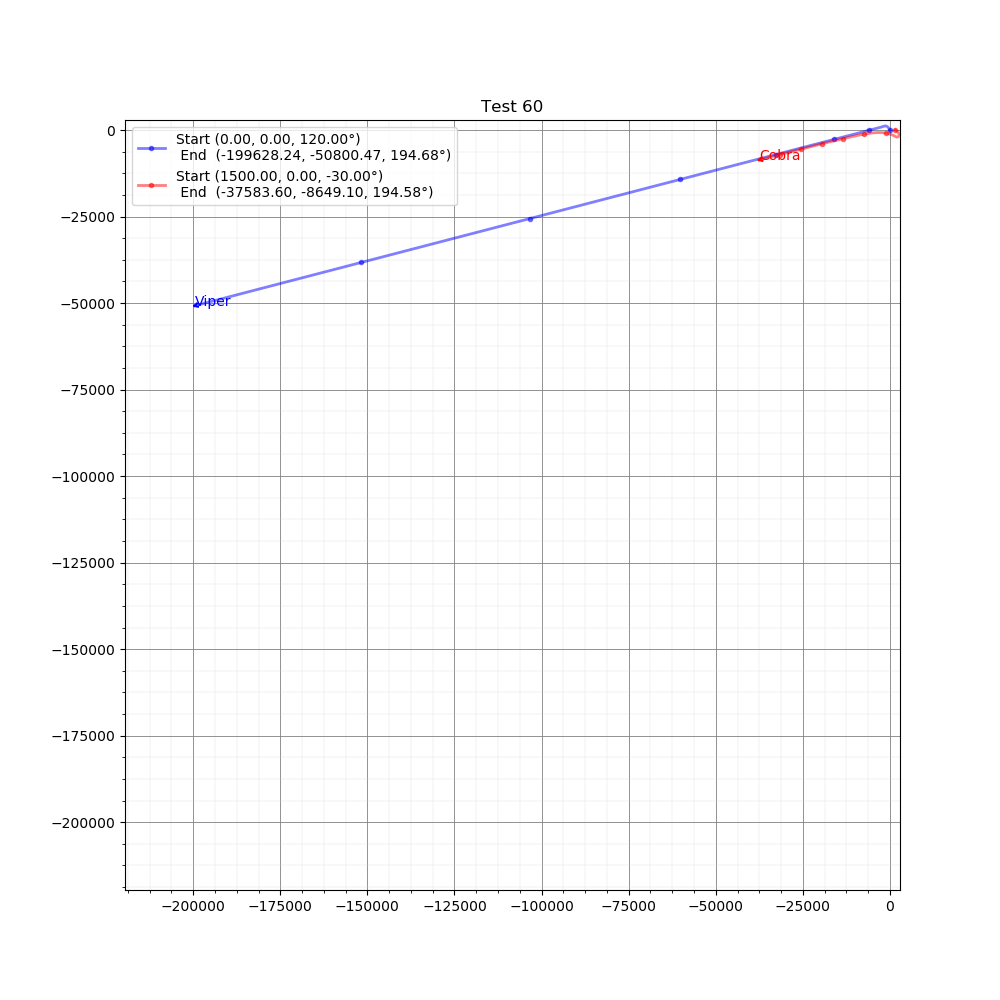 Test 60
Start (0.00, 0.00, 120.00°)
End (-199628.24, -50800.47, 194.68°)
Start (1500.00, 0.00, -30.00°)
End (-37583.60, -8649.10, 194.58°)
Cobra
Viper
0
−25000
−50000
−75000
−100000
−125000
−150000
−175000
−200000
−200000 −175000 −150000 −125000 −100000 −75000 −50000 −25000 0